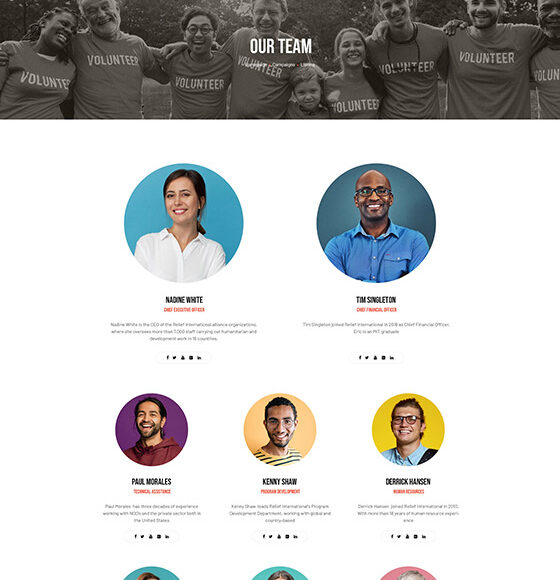 VOLUNTEER
VOLUNTEER
VOLUNTEER
VOLUNTEER
VOLUNTEER
VOLUNTEER
VOLUNTEER
OUR TEAM
Campaigns
NADINE WHITE
CHIEF EXECUTIVE OFFICER
Nadine White is the CEO of the Relief International alliance organizations,
where she oversees more than 7,000 staff carrying out humanitarian and
development work in 16 countries.
TIM SINGLETON
CHIEF FINANCIAL OFFICER
Tim Singleton joined Relief International in 2018 as Chief Financial Officer.
Eric is an MIT graduate
PAUL MORALES
TECHNICAL ASSISTANCE
Paul Morales has three decades of experience
working with NGOs and the private sector both in
the United States.
KENNY SHAW
PROGRAM DEVELOPMENT
Kenny Shaw leads Relief International's Program
Development Department, working with global and
country-based
DERRICK HANSEN
HUMAN RESOURCES
Derrick Hansen joined Relief International in 2010.
With more than 18 years of human resource experi-
ence